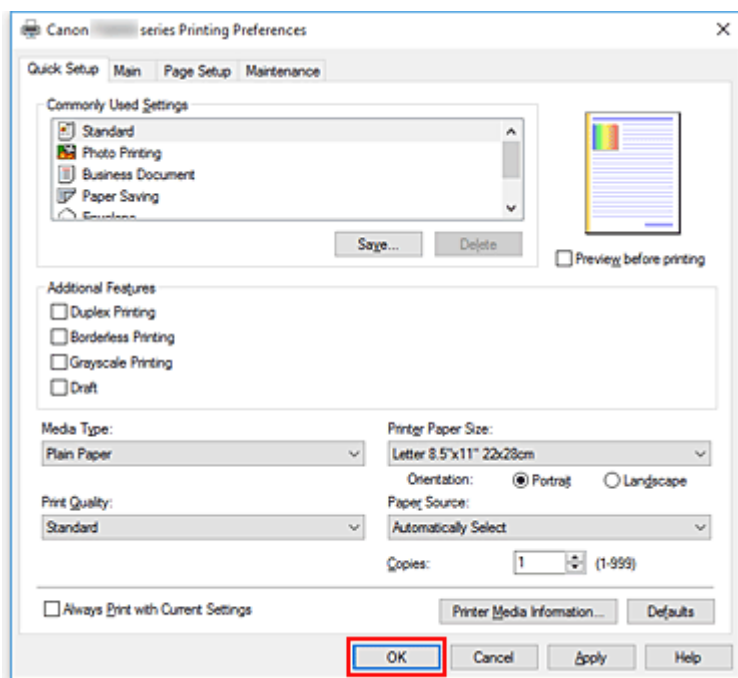 Canon series Printing Preferences
Quick Setup Main Page Setup Maintenance
Commonly Used Settings
Standard
Photo Printing
Business Document
Paper Saving
Envelope
Save... Delete
Preview before printing
Additional Features
Duplex Printing
Borderless Printing
Grayscale Printing
Draft
Media Type: Printer Paper Size:
Plain Paper Letter 8.5"x11" 22x28cm
Orientation: Portrait Landscape
Print Quality: Paper Source:
Standard Automatically Select
Copies: 1 (1-999)
Always Print with Current Settings Printer Media Information... Defaults
OK Cancel Apply Help